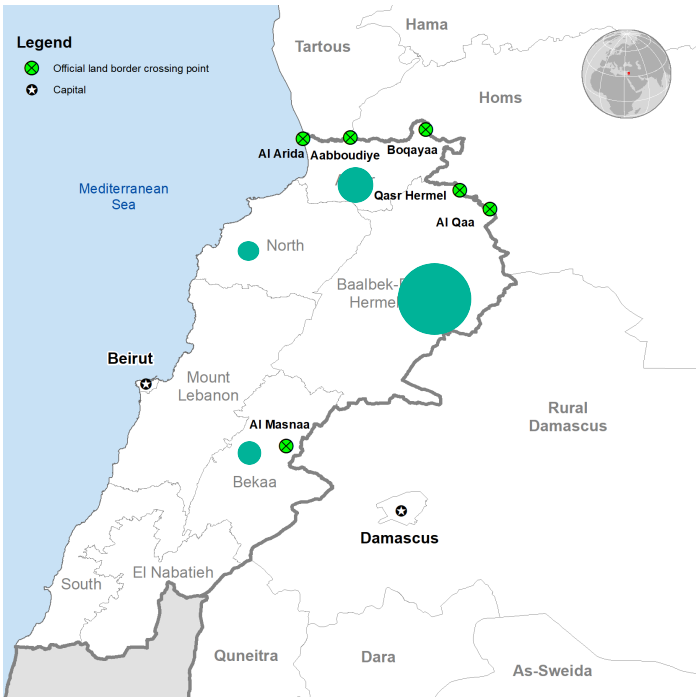 Legend
Official land border crossing point
Capital
Hama
Tartous
Homs
Al Arida
Aabboudiye
Boqayaa
Qasr Hermel
Al Qaa
Mediterranean
Sea
North
Baalbek-
Hermel
Beirut
Mount
Lebanon
Al Masnaa
Bekaa
Rural
Damascus
Damascus
El Nabatieh
South
Quneitra
Dara
As-Sweida